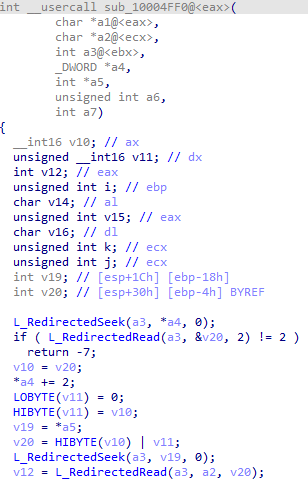 int __usercall sub_10004FF0@<eax>(
char *a1@<eax>,
char *a2@<ecx>,
int a3@<ebx>,
_DWORD *a4,
int *a5,
unsigned int a6,
int a7)
{
__int16 v10; // ax
unsigned __int16 v11; // dx
int v12; // eax
unsigned int i; // ebp
char v14; // al
unsigned int v15; // eax
char v16; // dl
unsigned int k; // ecx
unsigned int j; // ecx
int v19; // [esp+1Ch] [ebp-18h]
int v20; // [esp+30h] [ebp-4h] BYREF
L_RedirectedSeek(a3, *a4, 0);
if ( L_RedirectedRead(a3, &v20, 2) != 2 )
return -7;
v10 = v20;
*a4 += 2;
LOBYTE(v11) = 0;
HIBYTE(v11) = v10;
v19 = *a5;
v20 = HIBYTE(v10) | v11;
L_RedirectedSeek(a3, v19, 0);
v12 = L_RedirectedRead(a3, a2, v20);